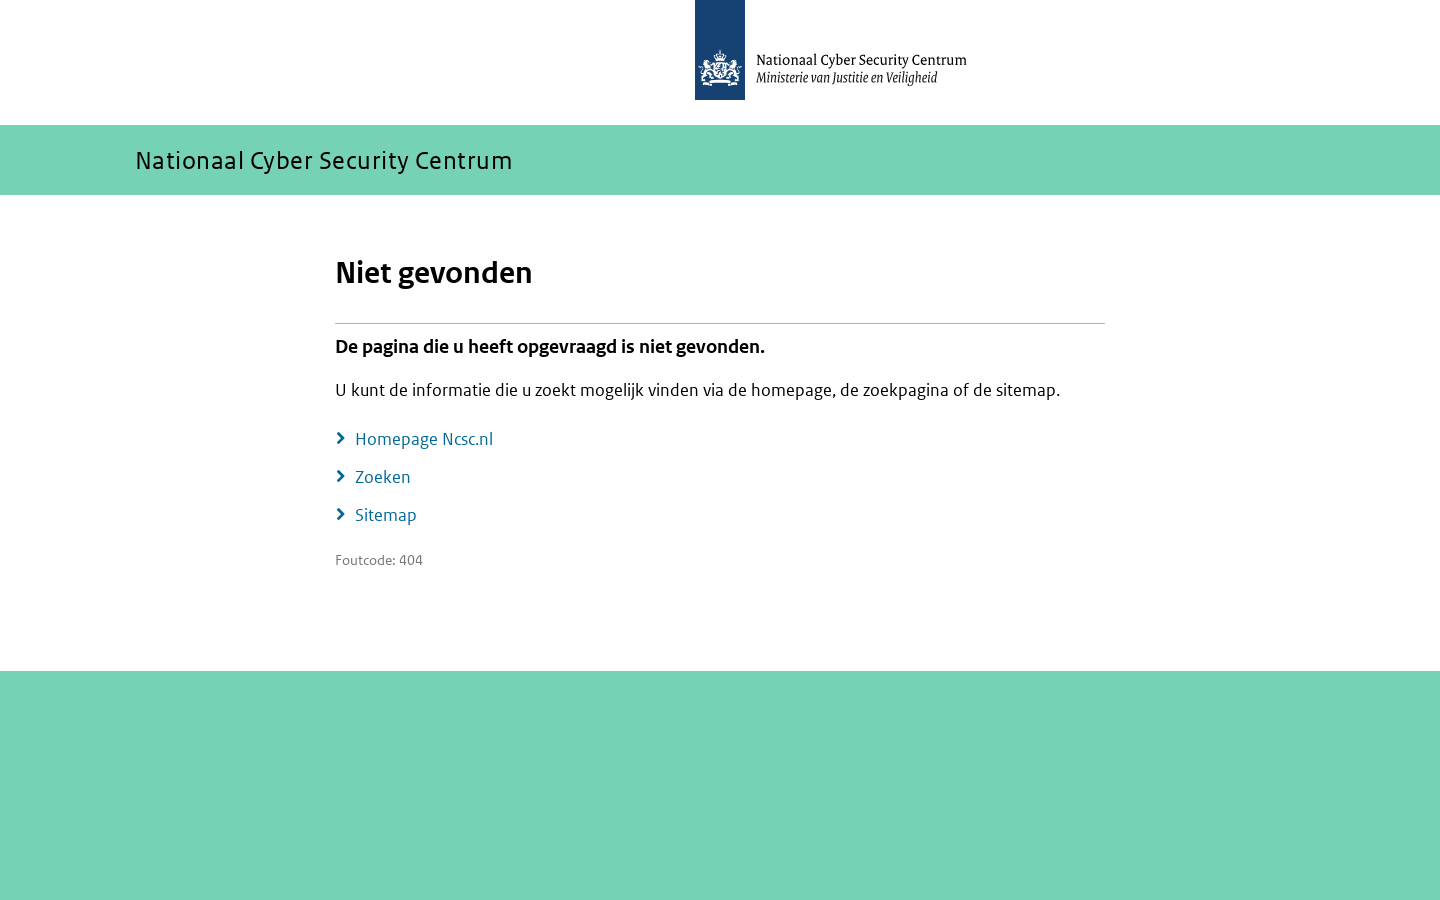 Nationaal Cyber Security Centrum
Ministerie van Justitie en Veiligheid
Nationaal Cyber Security Centrum
Niet gevonden
De pagina die u heeft opgevraagd is niet gevonden.
U kunt de informatie die u zoekt mogelijk vinden via de homepage, de zoekpagina of de sitemap.
Homepage Ncsc.nl
Zoeken
Sitemap
Foutcode: 404